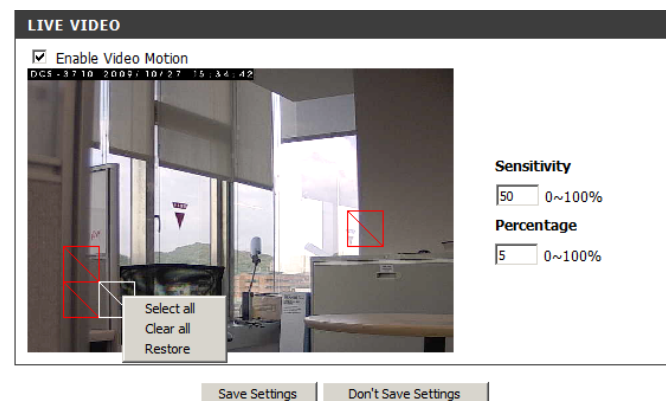 LIVE VIDEO
Enable Video Motion
DCS-3710 2009/10/27 15:34:42
Sensitivity
50 0~100%
Percentage
5 0~100%
Select all
Clear all
Restore
Save Settings
Don't Save Settings